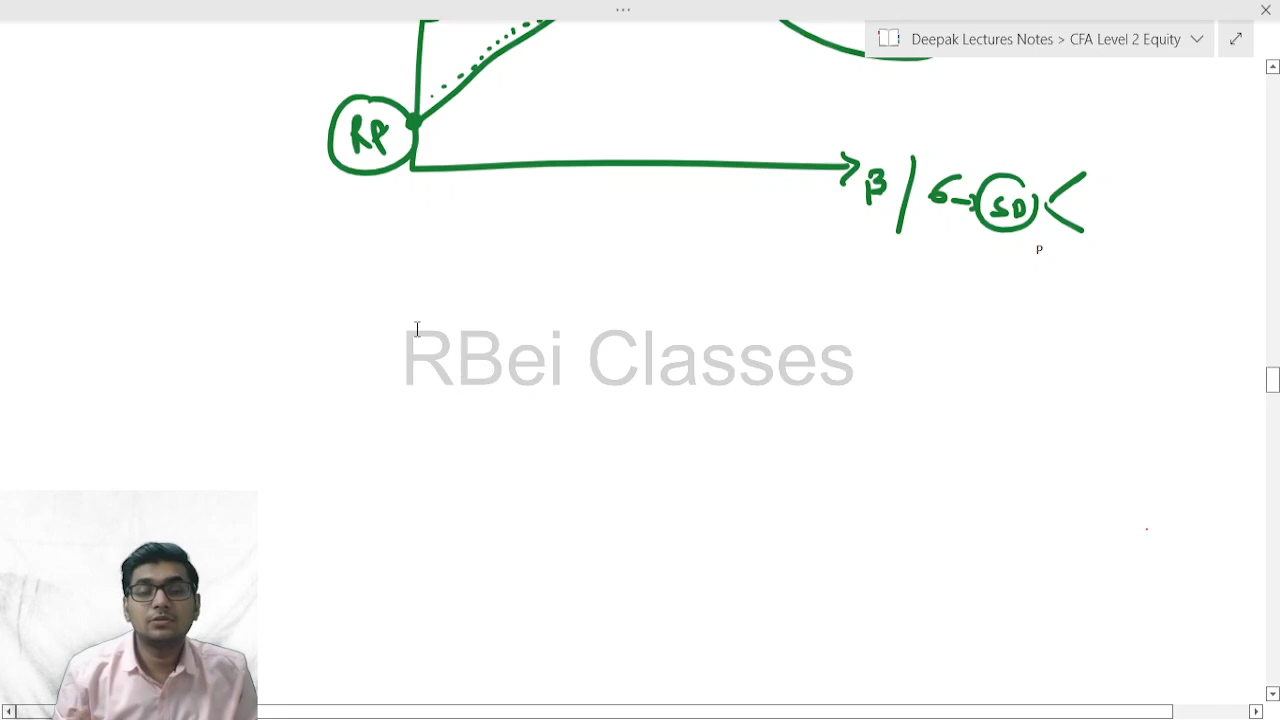 Deepak Lectures Notes > CFA Level 2 Equity
RP
β / σ → SD <
P
RBei Classes